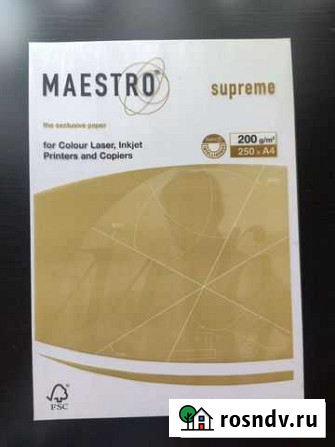 MAESTRO
supreme
the exclusive paper
for Colour Laser, Inkjet
Printers and Copiers
200 g/m²
250 x A4
FSC
rosndv.ru